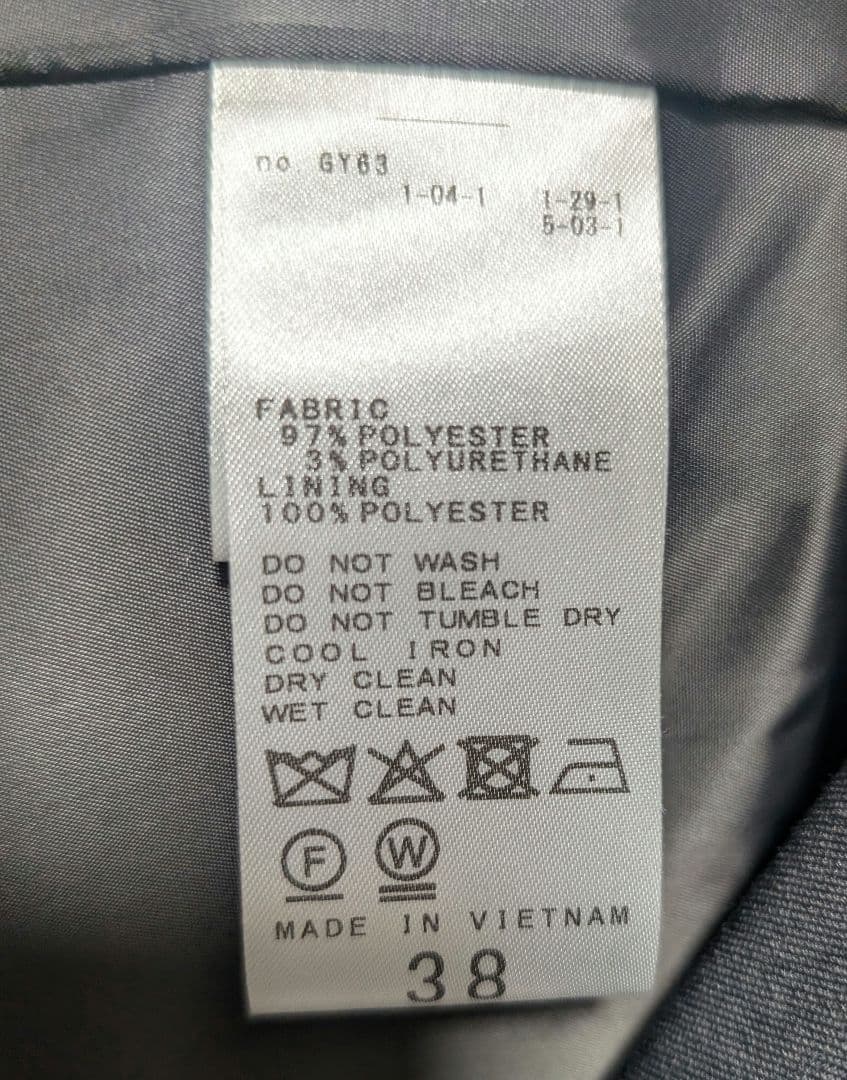 no. GY63
1-04-1 1-29-1
5-03-1
FABRIC
97% POLYESTER
3% POLYURETHANE
LINING
100% POLYESTER
DO NOT WASH
DO NOT BLEACH
DO NOT TUMBLE DRY
COOL IRON
DRY CLEAN
WET CLEAN
F W
MADE IN VIETNAM
38